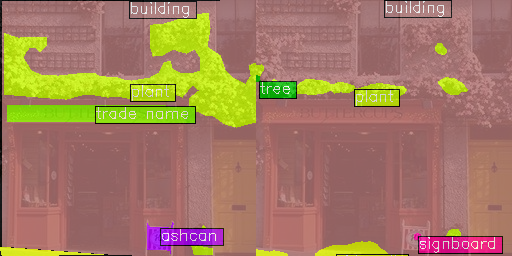 building
building
plant
tree
plant
trade name
ashcan
signboard